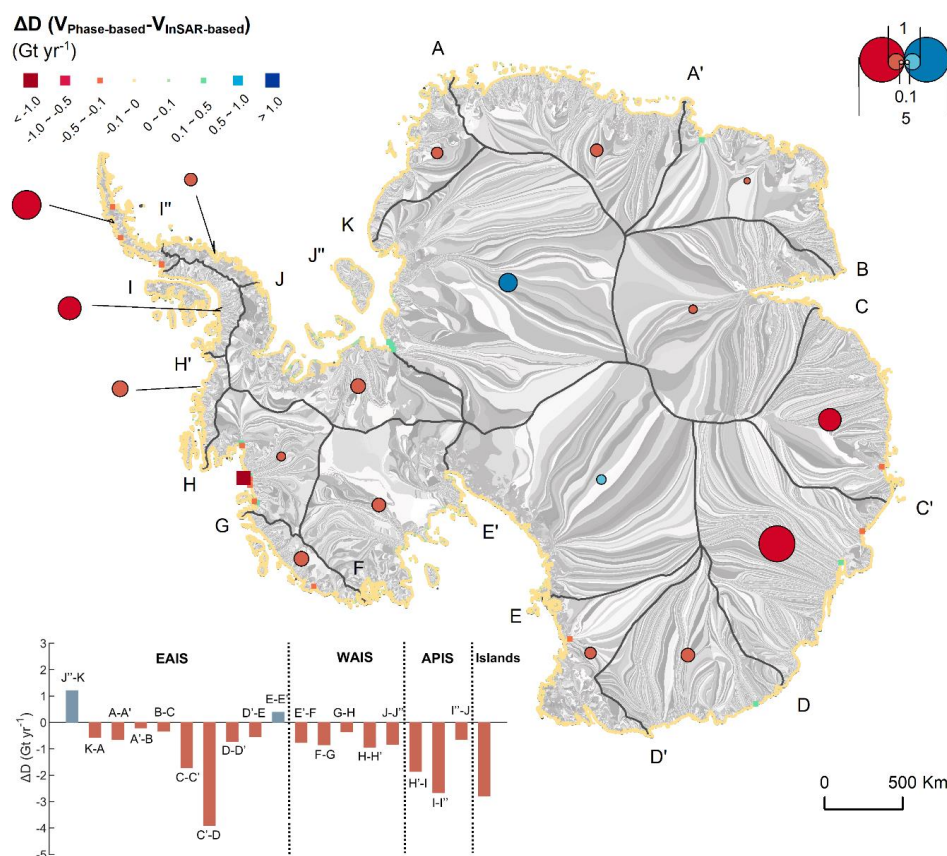 ΔD (V_Phase-based-V_InSAR-based)
(Gt yr⁻¹)
< -1.0
-1.0 ~ -0.5
-0.5 ~ -0.1
-0.1 ~ 0
0 ~ 0.1
0.1 ~ 0.5
0.5 ~ 1.0
> 1.0
1
0.1
5
A
A'
K
J''
I''
J
I
H'
B
C
H
G
F
E'
C'
E
D
D'
0 500 Km
EAIS
WAIS
APIS
Islands
J''-K
K-A
A-A'
A'-B
B-C
C-C'
C'-D
D-D'
D'-E
E-E'
E'-F
F-G
G-H
H-H'
J-J''
H'-I
I-I''
I''-J
ΔD (Gt yr⁻¹)
3
2
1
0
-1
-2
-3
-4
-5